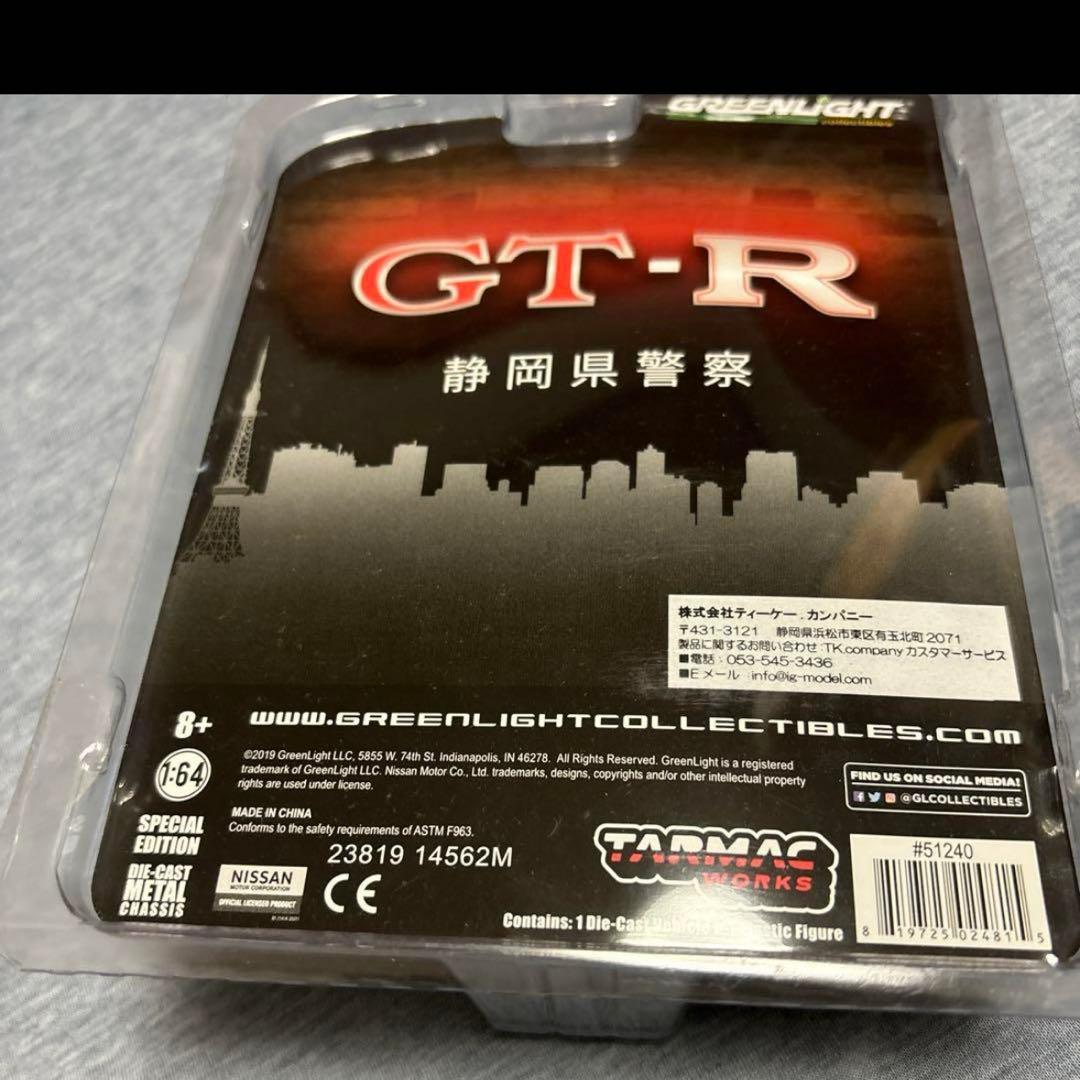 GREENLIGHT
COLLECTIBLES
GT-R
静岡県警察
株式会社ティーケー.カンパニー
〒431-3121 静岡県浜松市東区有玉北町2071
製品に関するお問い合わせ:TK.company カスタマーサービス
■電話:053-545-3436
■Eメール info@ig-model.com
8+
WWW.GREENLIGHTCOLLECTIBLES.COM
1:64
©2019 GreenLight LLC, 5855 W. 74th St. Indianapolis, IN 46278. All Rights Reserved. GreenLight is a registered
trademark of GreenLight LLC. Nissan Motor Co., Ltd. trademarks, designs, copyrights and/or other intellectual property
rights are used under license.
FIND US ON SOCIAL MEDIA!
@GLCOLLECTIBLES
MADE IN CHINA
Conforms to the safety requirements of ASTM F963.
23819 14562M
SPECIAL
EDITION
DIE-CAST
METAL
CHASSIS
NISSAN
MOTOR CORPORATION
OFFICIAL LICENSED PRODUCT
CE
TARMAC
WORKS
Contains: 1 Die-Cast Vehicle Figure
#51240
8 19725 02481 5